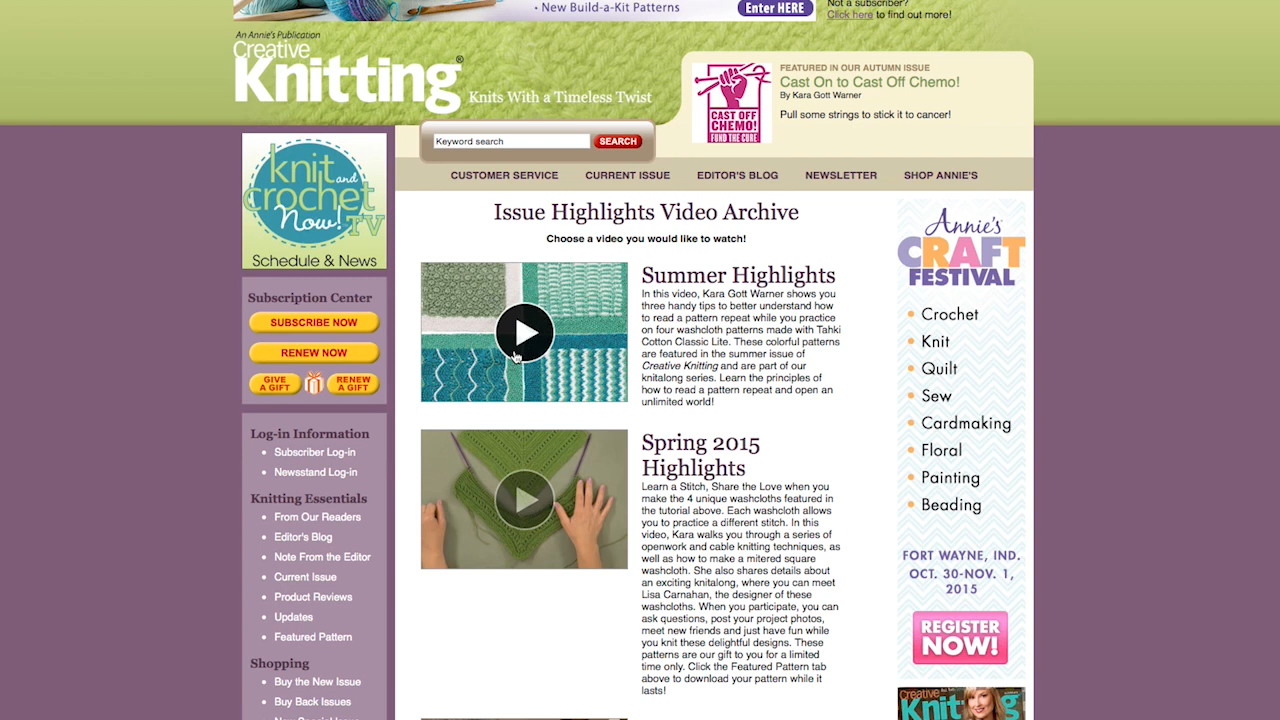 • New Build-a-Kit Patterns
Enter HERE
Not a subscriber?
Click here to find out more!
An Annie's Publication
Creative
Knitting®
Knits With a Timeless Twist
CAST OFF
CHEMO!
FUND THE CURE
FEATURED IN OUR AUTUMN ISSUE
Cast On to Cast Off Chemo!
By Kara Gott Warner
Pull some strings to stick it to cancer!
Keyword search
SEARCH
CUSTOMER SERVICE
CURRENT ISSUE
EDITOR'S BLOG
NEWSLETTER
SHOP ANNIE'S
knit and
crochet
Now!
TV
Schedule & News
Subscription Center
SUBSCRIBE NOW
RENEW NOW
GIVE
A GIFT
RENEW
A GIFT
Log-in Information
Subscriber Log-in
Newsstand Log-in
Knitting Essentials
From Our Readers
Editor's Blog
Note From the Editor
Current Issue
Product Reviews
Updates
Featured Pattern
Shopping
Buy the New Issue
Buy Back Issues
New Special Issue
Issue Highlights Video Archive
Choose a video you would like to watch!
Summer Highlights
In this video, Kara Gott Warner shows you
three handy tips to better understand how
to read a pattern repeat while you practice
on four washcloth patterns made with Tahki
Cotton Classic Lite. These colorful patterns
are featured in the summer issue of
Creative Knitting and are part of our
knitalong series. Learn the principles of
how to read a pattern repeat and open an
unlimited world!
Spring 2015
Highlights
Learn a Stitch, Share the Love when you
make the 4 unique washcloths featured in
the tutorial above. Each washcloth allows
you to practice a different stitch. In this
video, Kara walks you through a series of
openwork and cable knitting techniques, as
well as how to make a mitered square
washcloth. She also shares details about
an exciting knitalong, where you can meet
Lisa Carnahan, the designer of these
washcloths. When you participate, you can
ask questions, post your project photos,
meet new friends and just have fun while
you knit these delightful designs. These
patterns are our gift to you for a limited
time only. Click the Featured Pattern tab
above to download your pattern while it
lasts!
Annie's
CRAFT
FESTIVAL
• Crochet
• Knit
• Quilt
• Sew
• Cardmaking
• Floral
• Painting
• Beading
FORT WAYNE, IND.
OCT. 30-NOV. 1,
2015
REGISTER
NOW!
Creative